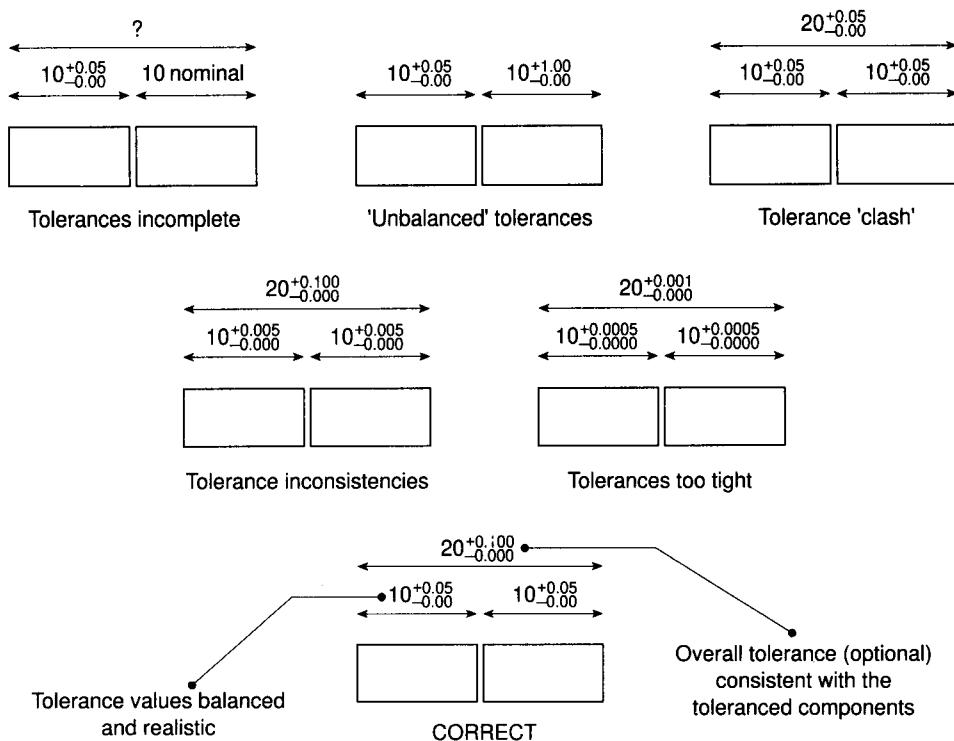 ?
10 +0.05 −0.00 10 nominal
Tolerances incomplete
10 +0.05 −0.00 10 +1.00 −0.00
'Unbalanced' tolerances
20 +0.05 −0.00
10 +0.05 −0.00 10 +0.05 −0.00
Tolerance 'clash'
20 +0.100 −0.000
10 +0.005 −0.000 10 +0.005 −0.000
Tolerance inconsistencies
20 +0.001 −0.000
10 +0.0005 −0.0000 10 +0.0005 −0.0000
Tolerances too tight
20 +0.100 −0.000
10 +0.05 −0.00 10 +0.05 −0.00
Tolerance values balanced
and realistic
CORRECT
Overall tolerance (optional)
consistent with the
toleranced components